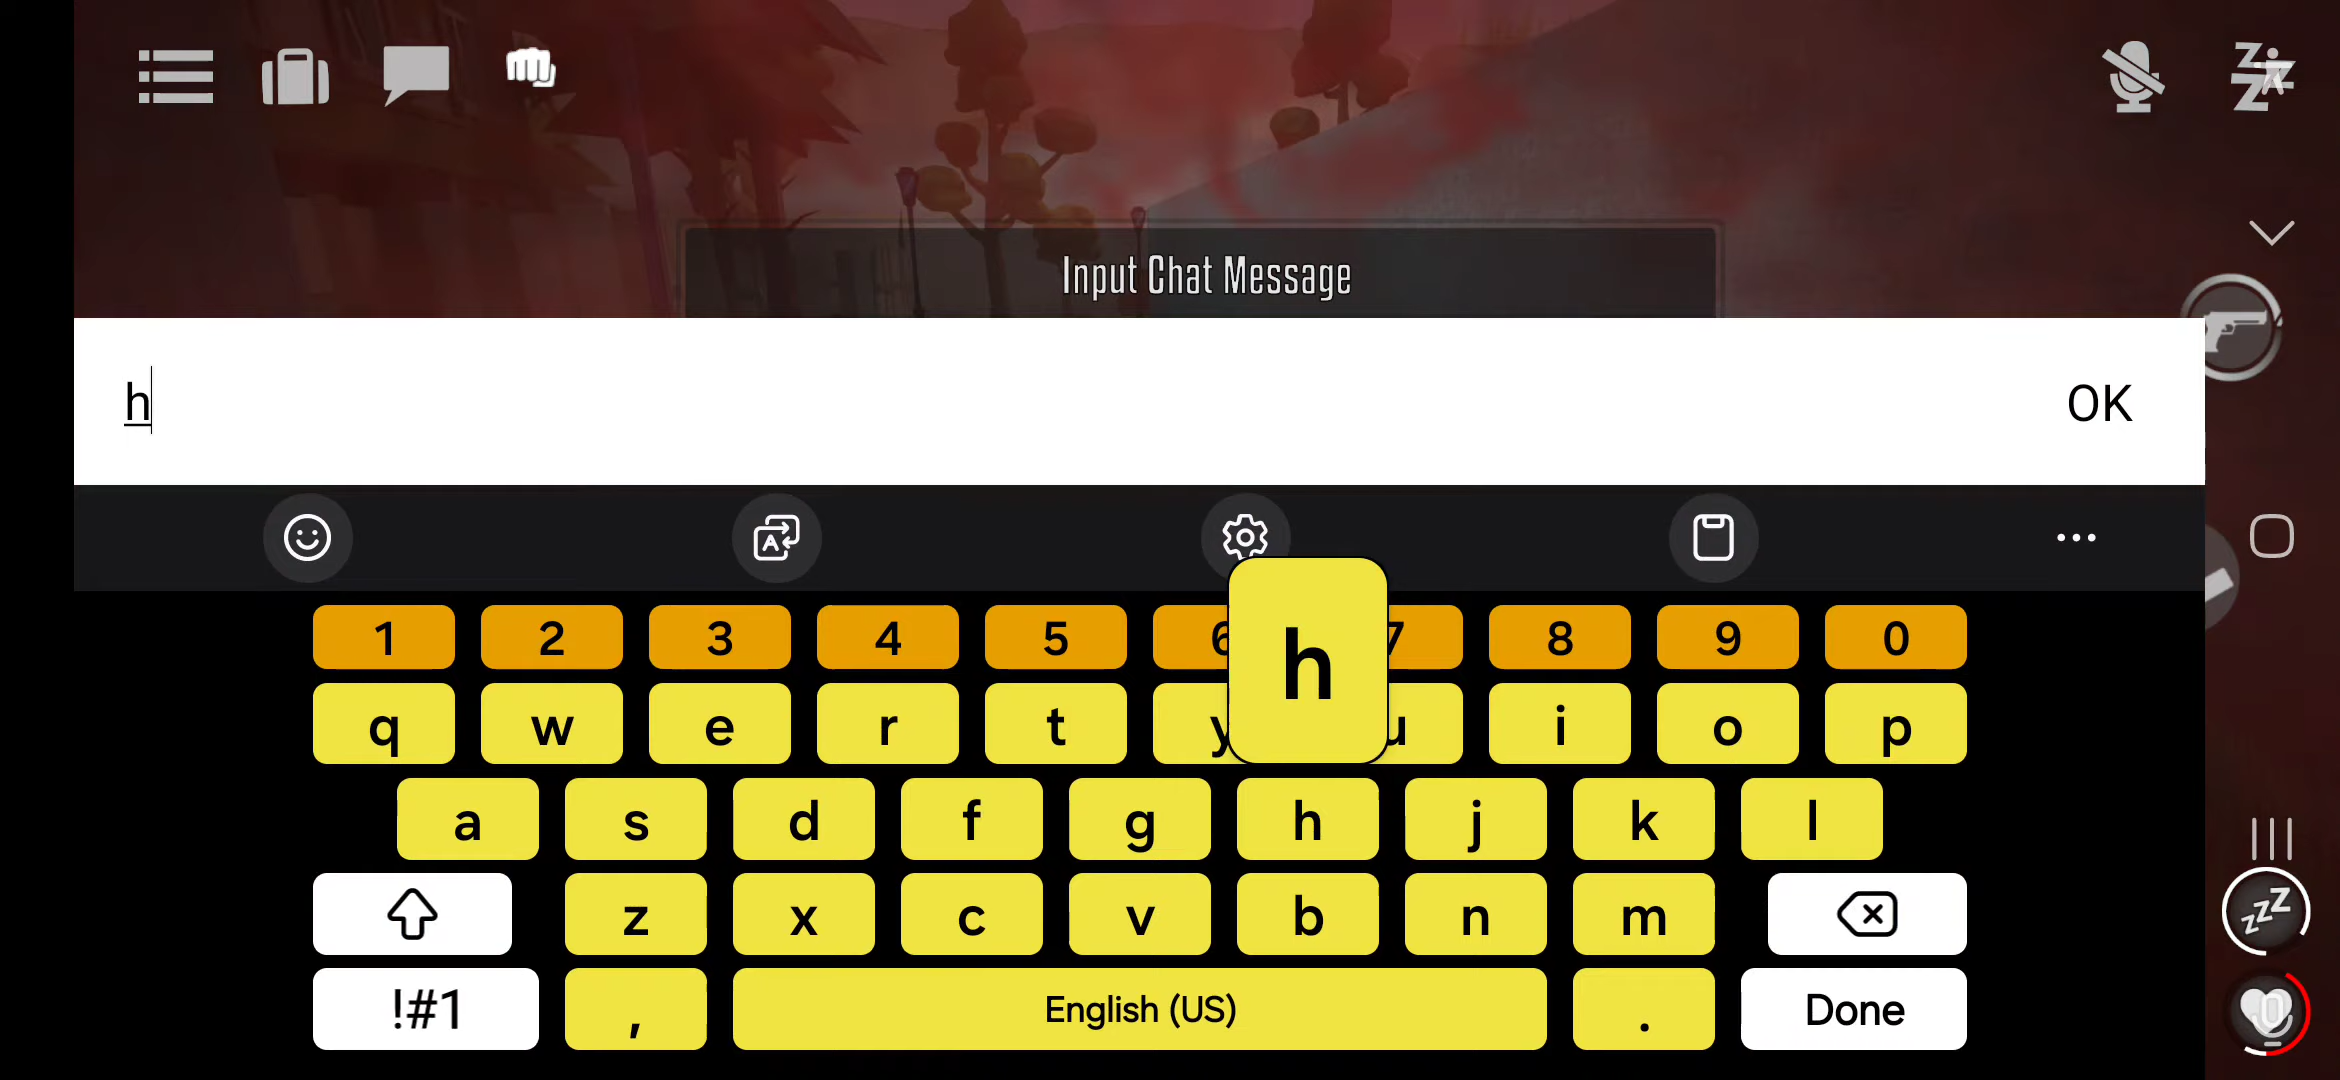 Input Chat Message
h
OK
1 2 3 4 5 6 7 8 9 0
h
q w e r t y u i o p
a s d f g h j k l
z x c v b n m
!#1 , English (US) . Done